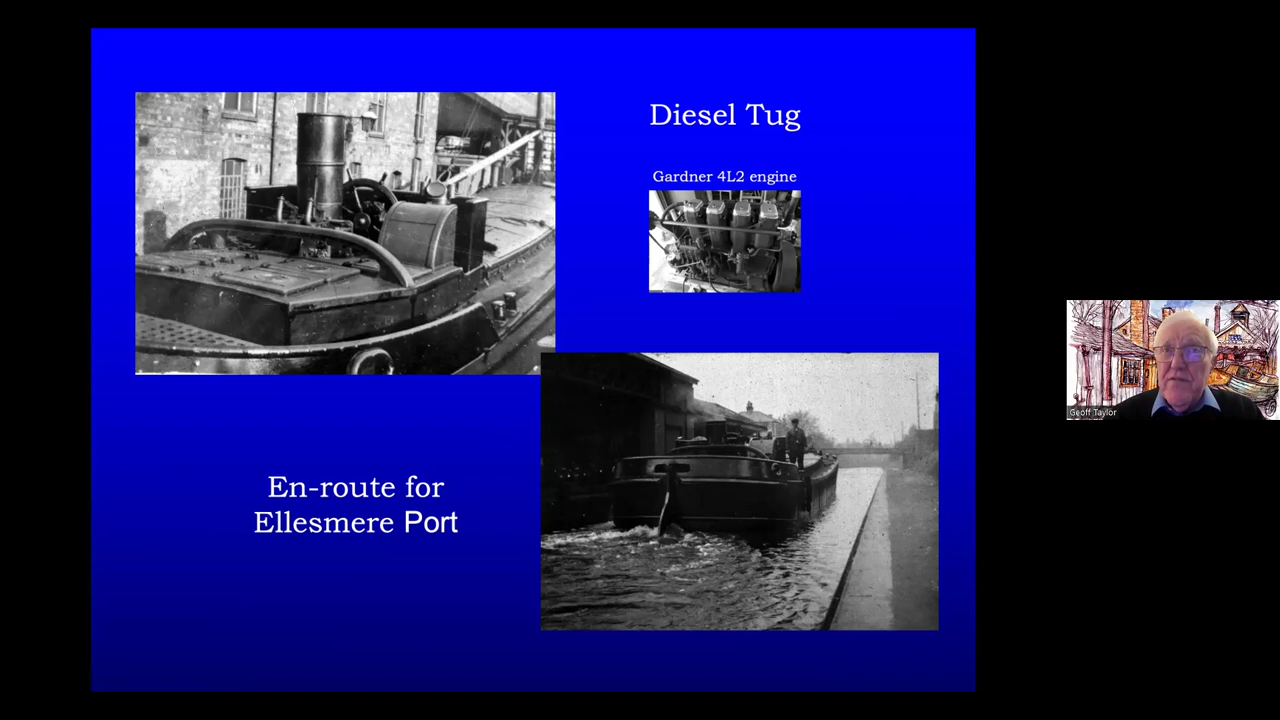 Diesel Tug
Gardner 4L2 engine
En-route for
Ellesmere Port
Geoff Taylor